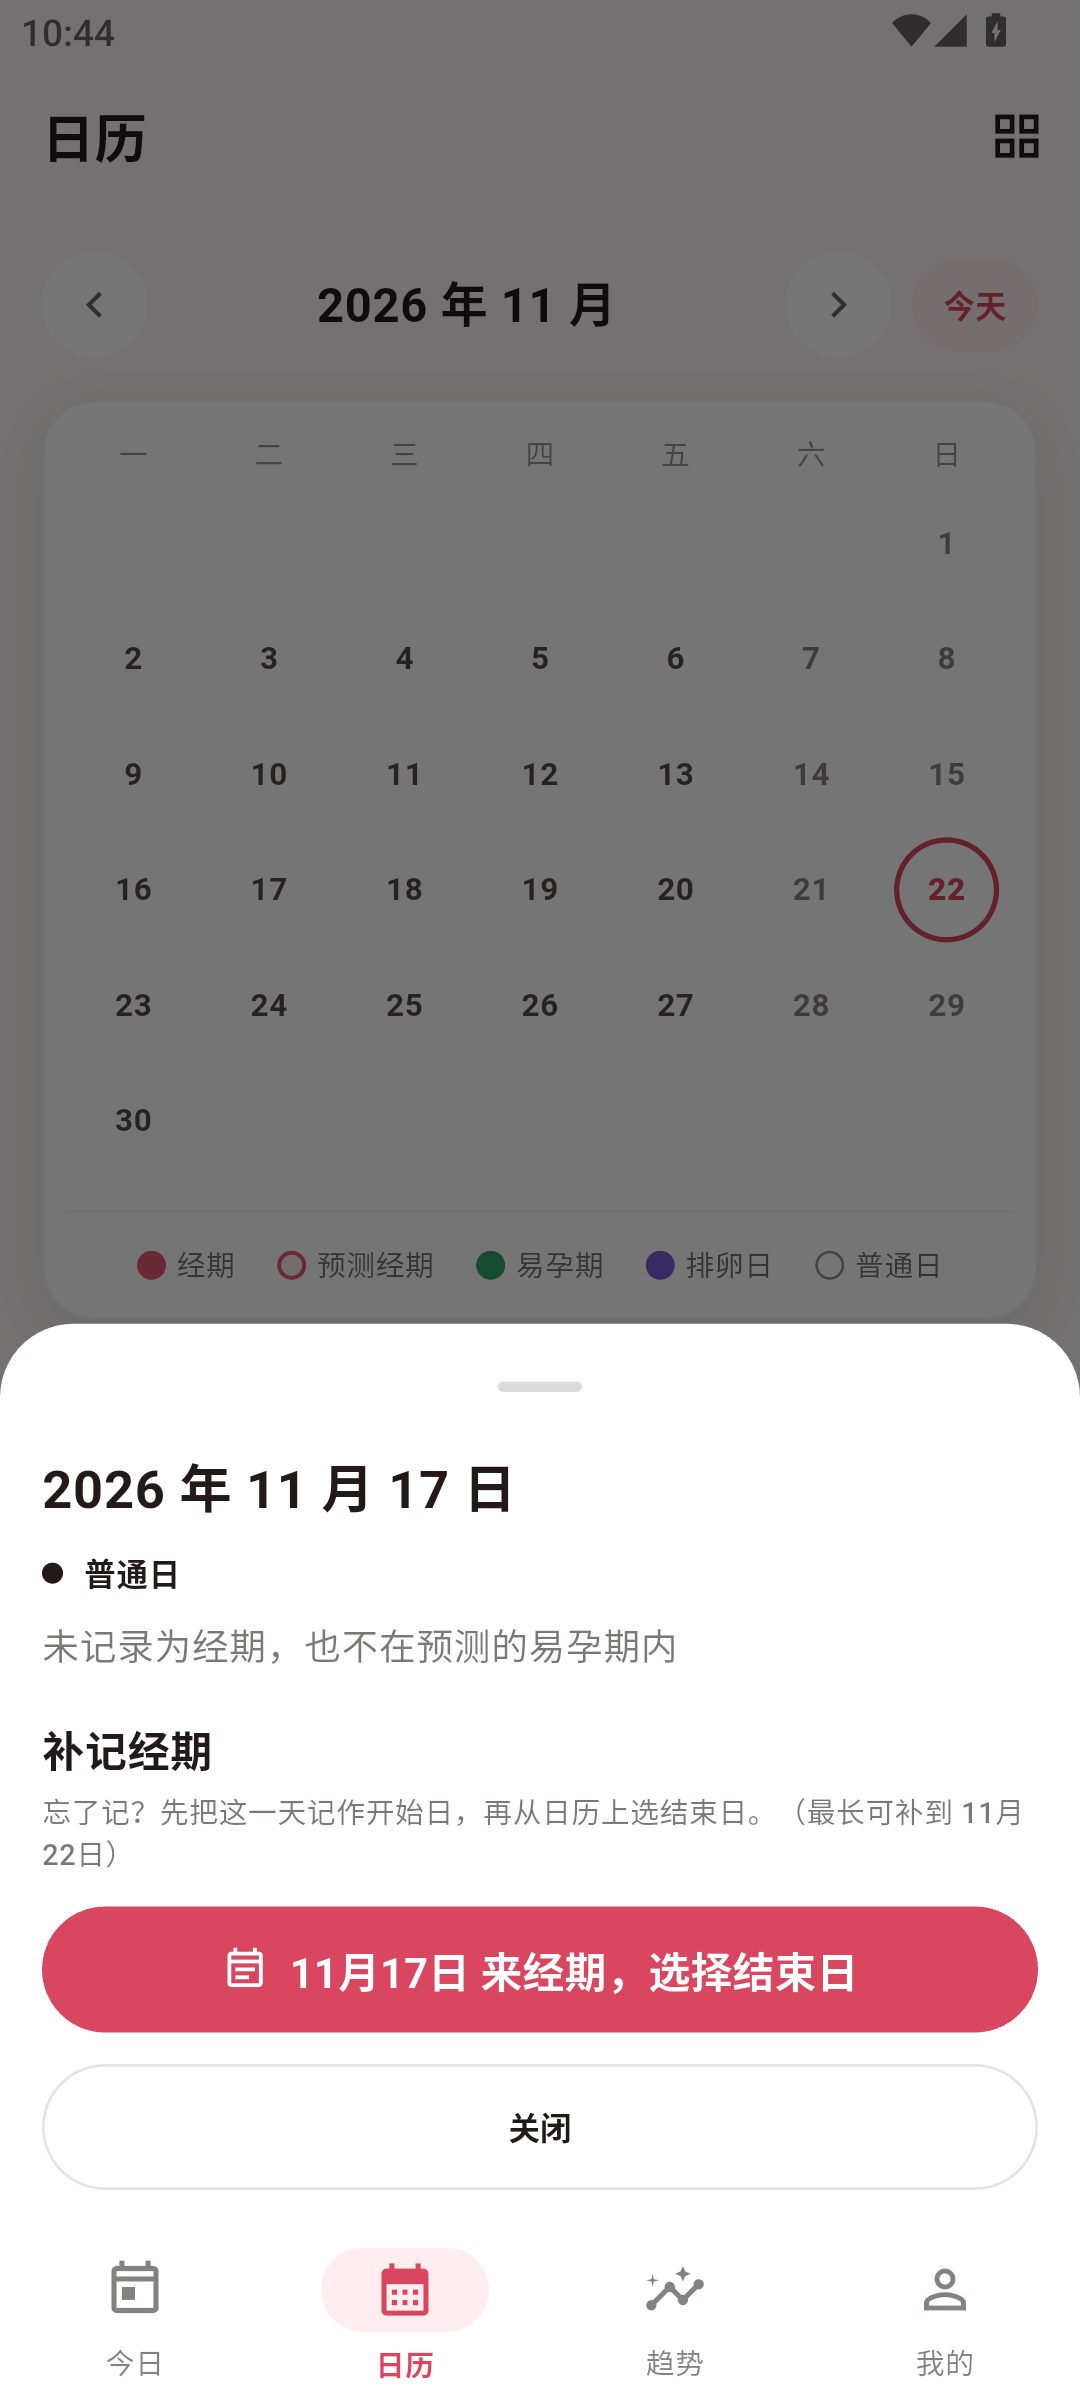 10:44
日历
2026 年 11 月
今天
一 二 三 四 五 六 日
1
2 3 4 5 6 7 8
9 10 11 12 13 14 15
16 17 18 19 20 21 22
23 24 25 26 27 28 29
30
经期 预测经期 易孕期 排卵日 普通日
2026 年 11 月 17 日
普通日
未记录为经期，也不在预测的易孕期内
补记经期
忘了记？先把这一天记作开始日，再从日历上选结束日。（最长可补到 11月
22日）
11月17日 来经期，选择结束日
关闭
今日 日历 趋势 我的